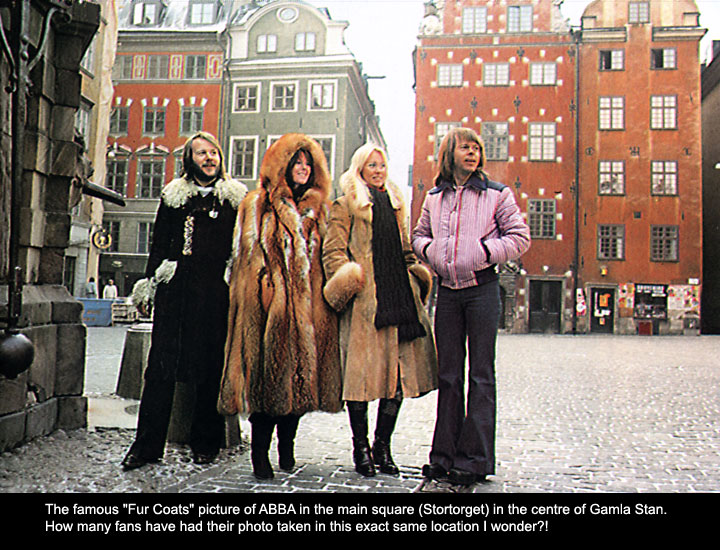 The famous "Fur Coats" picture of ABBA in the main square (Stortorget) in the centre of Gamla Stan.
How many fans have had their photo taken in this exact same location I wonder?!